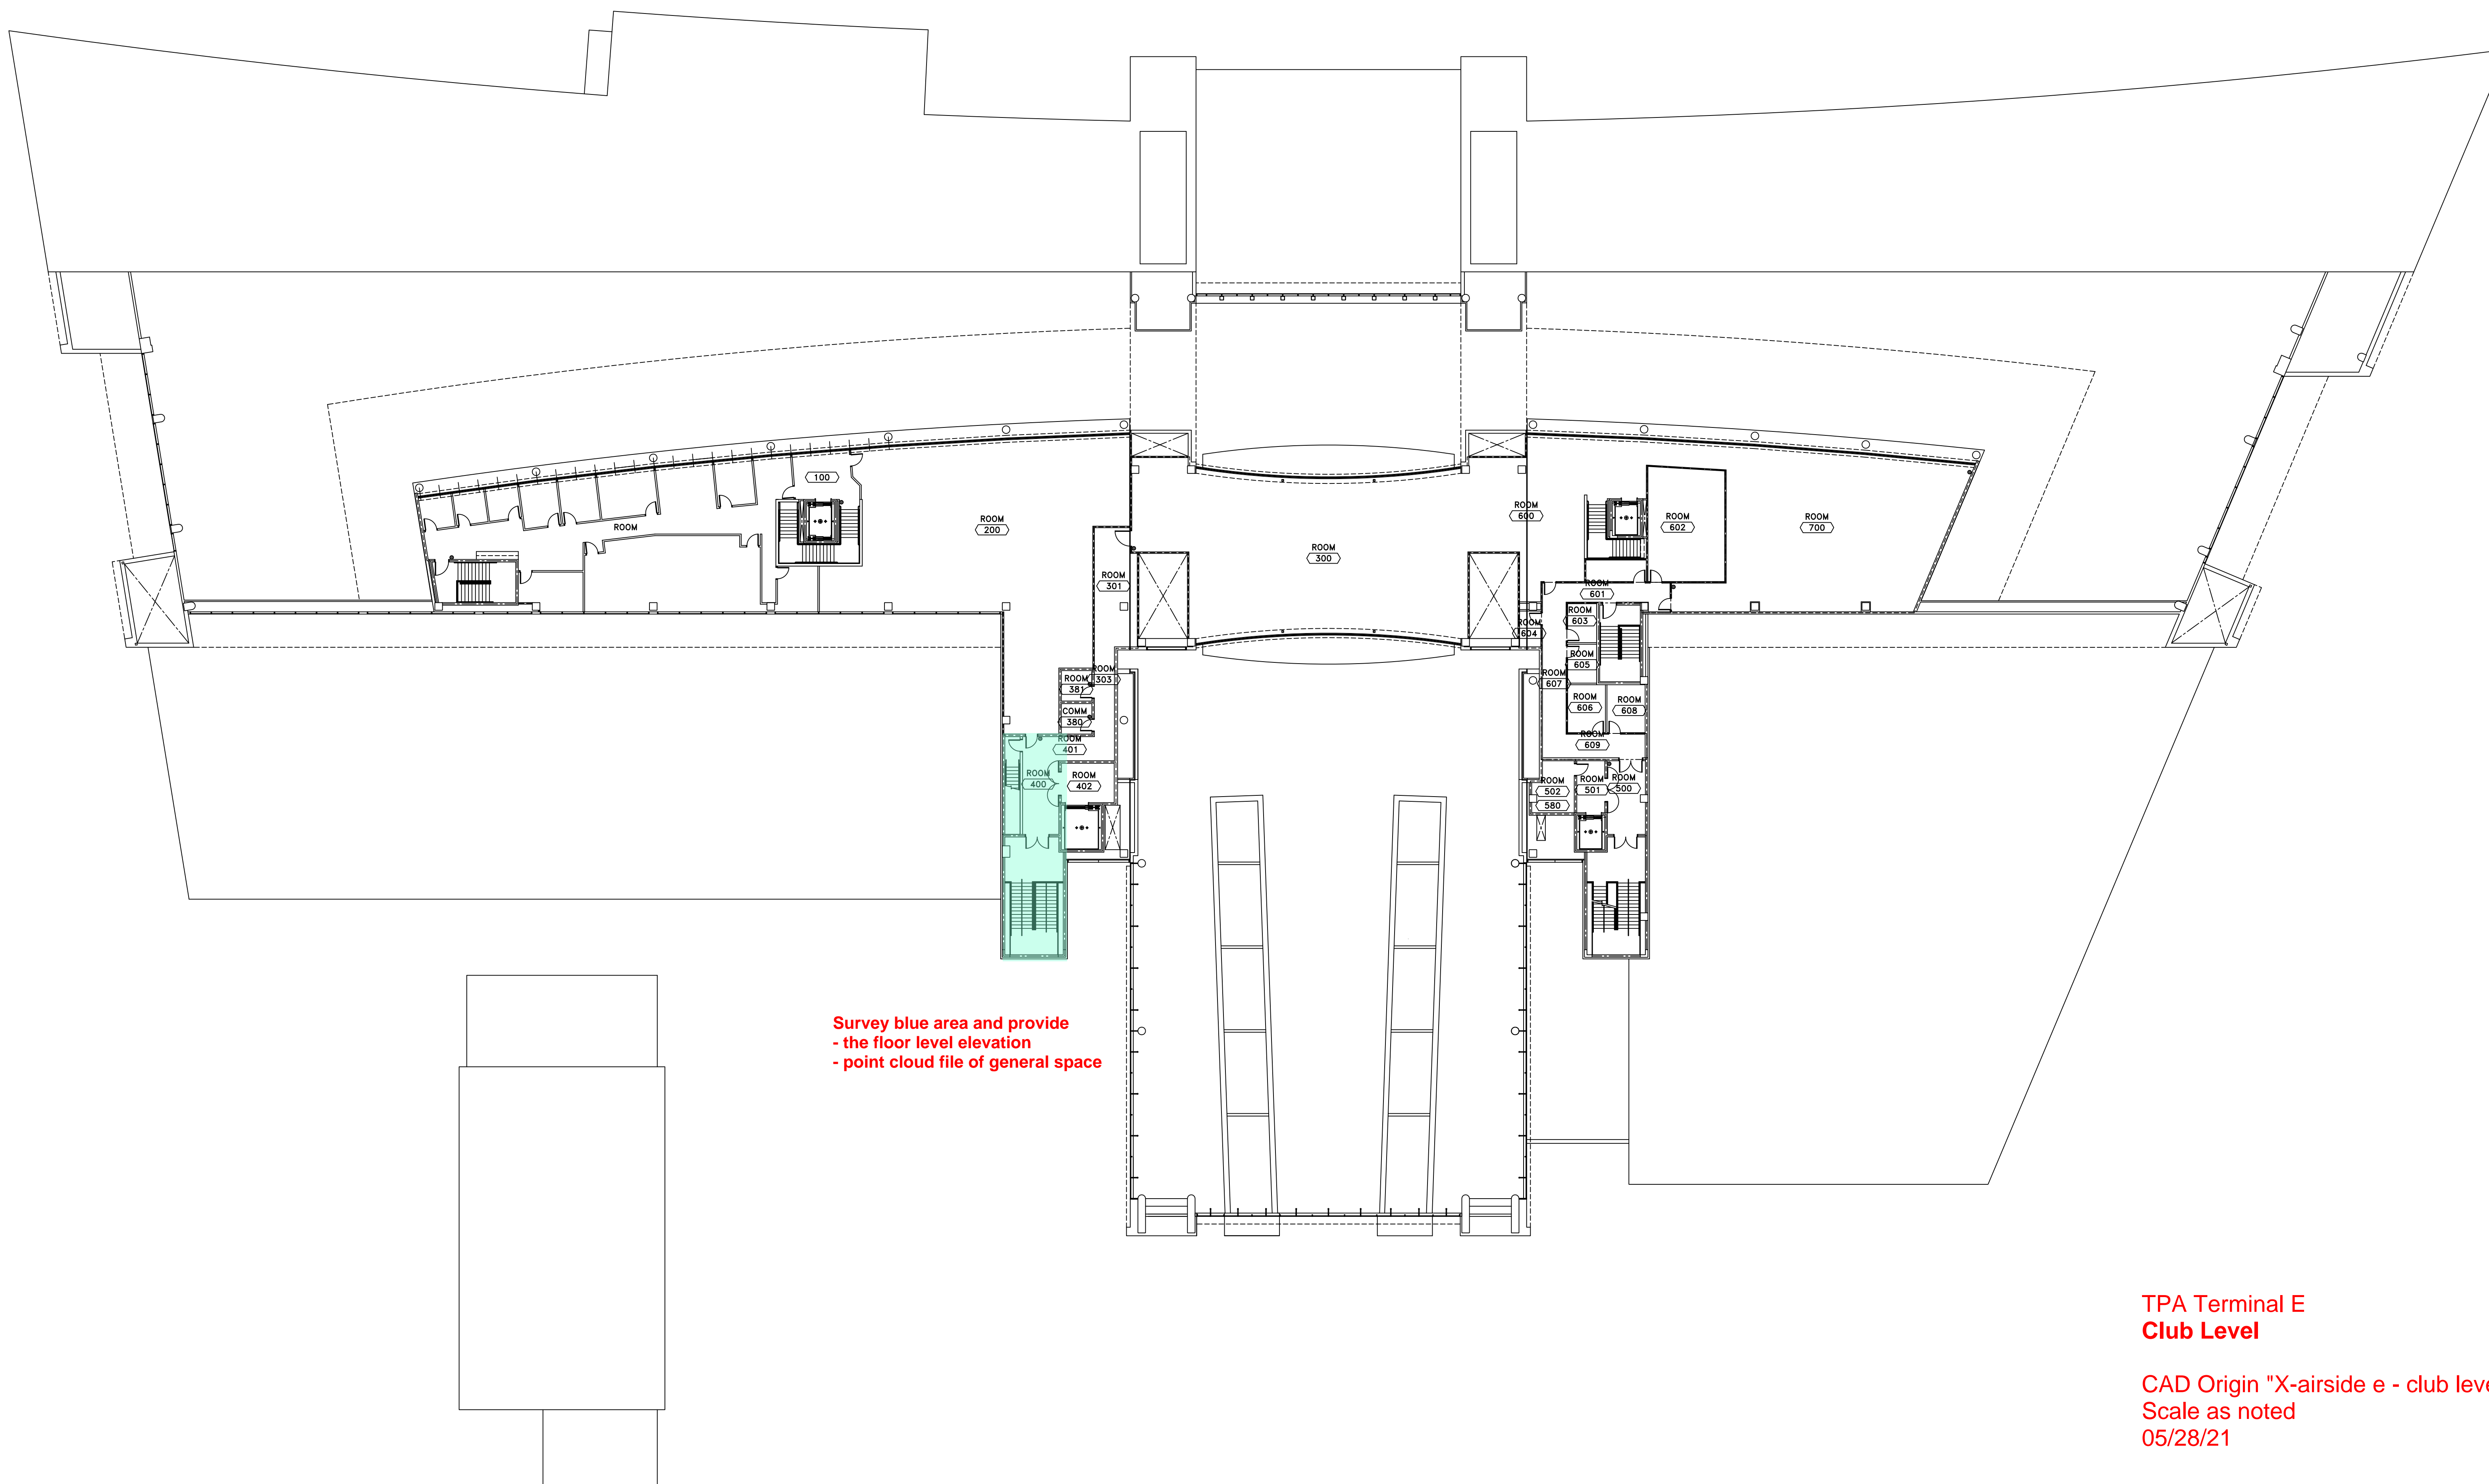 100
ROOM
ROOM
200
ROOM
300
ROOM
600
ROOM
602
ROOM
700
ROOM
301
ROOM
601
ROOM
603
ROOM
604
ROOM
605
ROOM
303
ROOM
381
ROOM
607
COMM
380
ROOM
606
ROOM
608
ROOM
401
ROOM
609
ROOM
400
ROOM
402
ROOM
502
580
ROOM
501
ROOM
500
Survey blue area and provide
- the floor level elevation
- point cloud file of general space
TPA Terminal E
Club Level
CAD Origin "X-airside e - club leve
Scale as noted
05/28/21